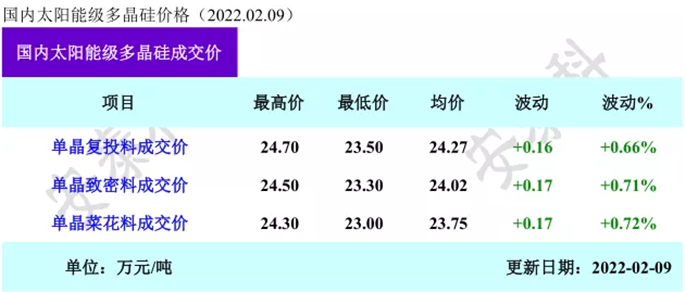 国内太阳能级多晶硅价格（2022.02.09）
国内太阳能级多晶硅成交价
项目 最高价 最低价 均价 波动 波动%
单晶复投料成交价 24.70 23.50 24.27 +0.16 +0.66%
单晶致密料成交价 24.50 23.30 24.02 +0.17 +0.71%
单晶菜花料成交价 24.30 23.00 23.75 +0.17 +0.72%
单位：万元/吨 更新日期：2022-02-09
安泰科